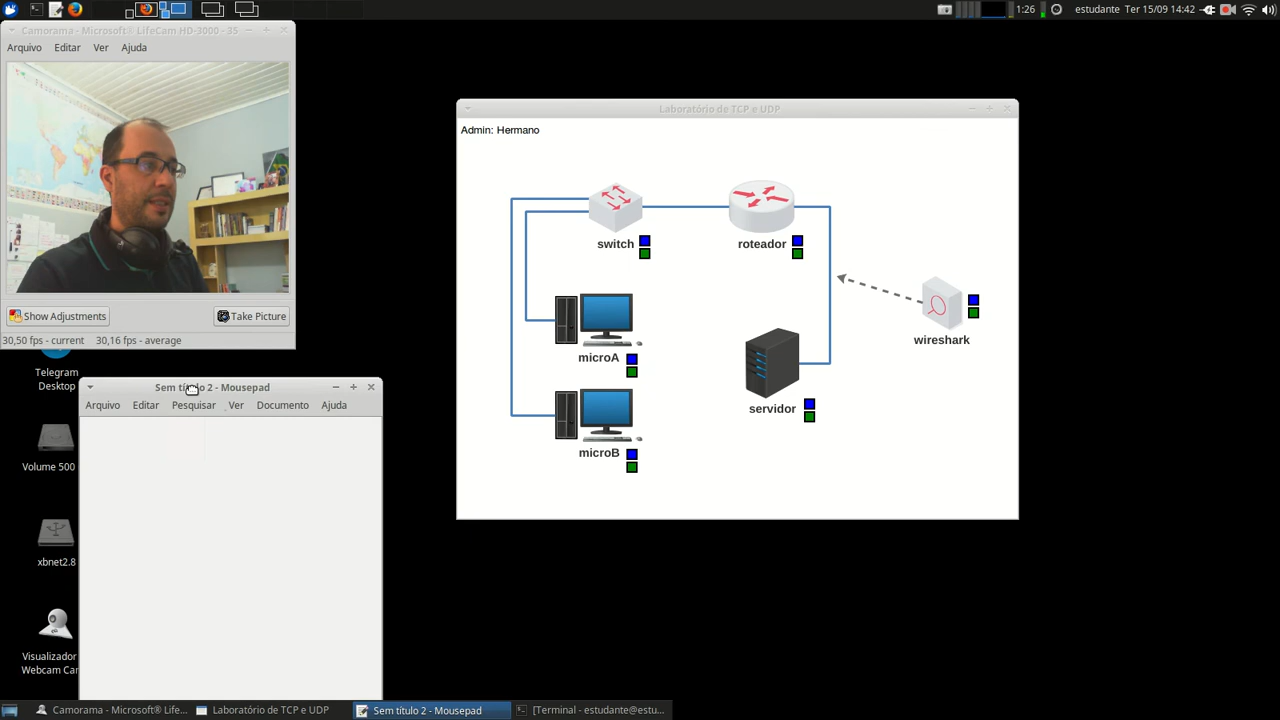 1:26
estudante Ter 15/09 14:42
Camorama - Microsoft® LifeCam HD-3000 - 35
Arquivo Editar Ver Ajuda
Show Adjustments
Take Picture
30,50 fps - current 30,16 fps - average
Telegram
Desktop
Volume 500
xbnet2.8
Visualizador
Webcam Car
Laboratório de TCP e UDP
Admin: Hermano
switch
roteador
wireshark
microA
servidor
microB
Sem título 2 - Mousepad
Arquivo Editar Pesquisar Ver Documento Ajuda
Camorama - Microsoft® Life...
Laboratório de TCP e UDP
Sem título 2 - Mousepad
[Terminal - estudante@estu...